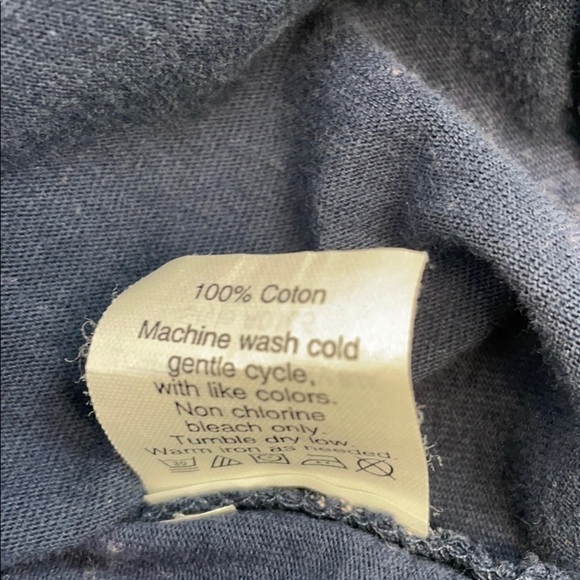 100% Coton
Machine wash cold
gentle cycle,
with like colors.
Non chlorine
bleach only.
Tumble dry low.
Warm iron as needed.
30